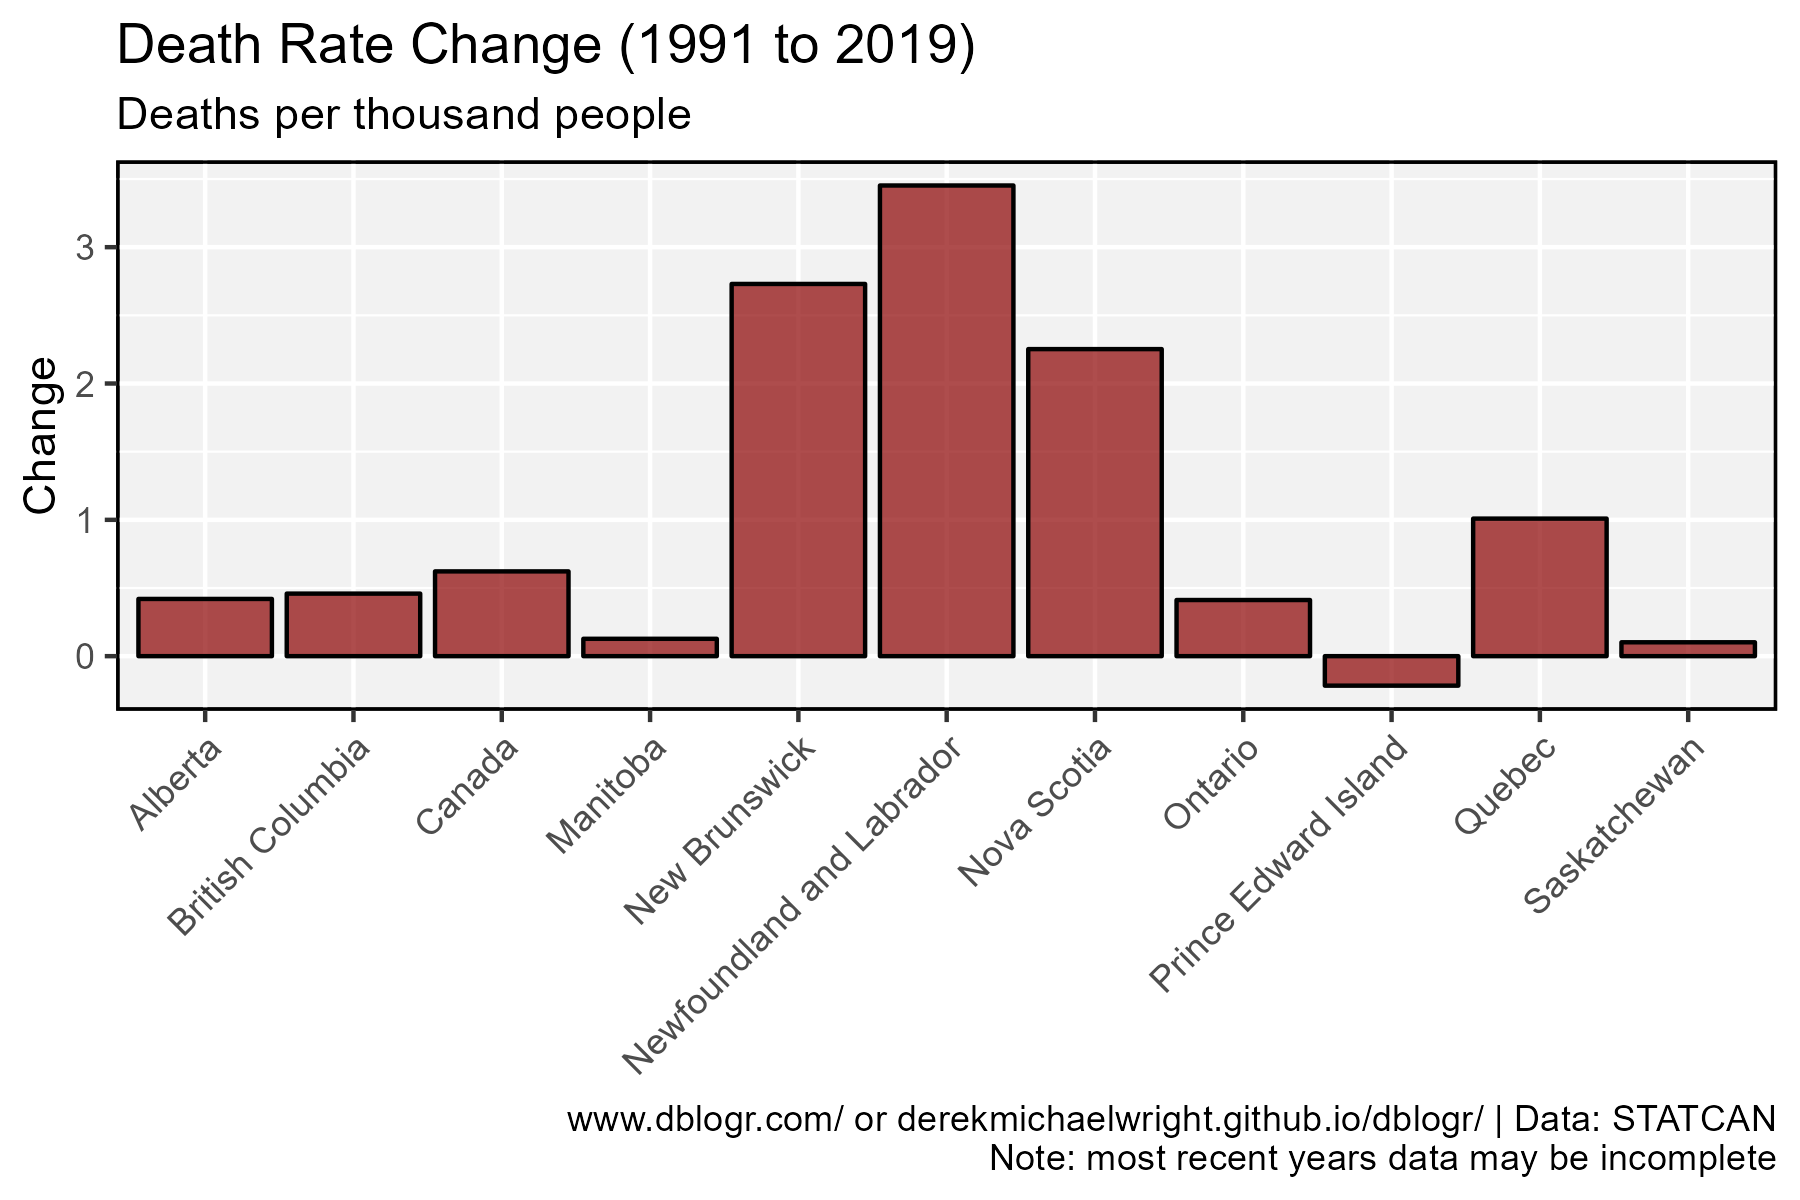 Death Rate Change (1991 to 2019)
Deaths per thousand people
Change
3
2
1
0
Alberta
British Columbia
Canada
Manitoba
New Brunswick
Newfoundland and Labrador
Nova Scotia
Ontario
Prince Edward Island
Quebec
Saskatchewan
www.dblogr.com/ or derekmichaelwright.github.io/dblogr/ | Data: STATCAN
Note: most recent years data may be incomplete